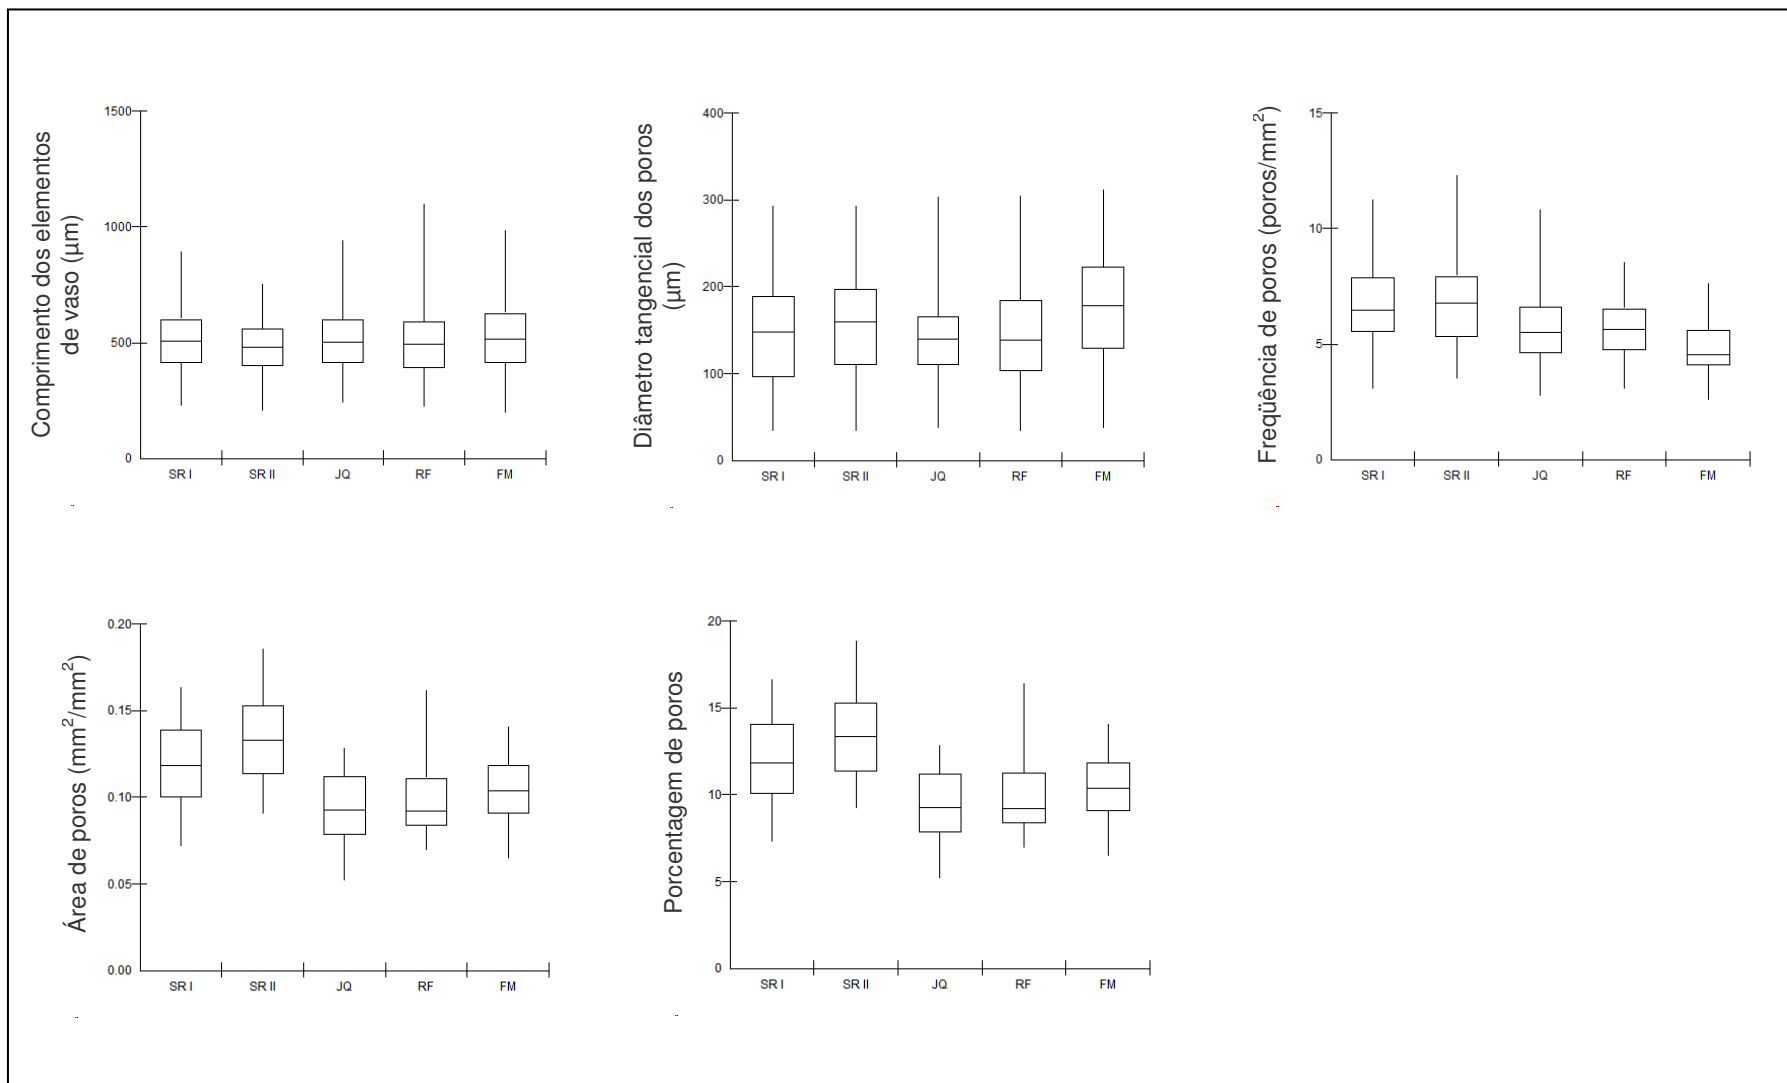 Comprimento dos elementos
de vaso (µm)
1500
1000
500
0
SR I
SR II
JQ
RF
FM
Diâmetro tangencial dos poros
(µm)
400
300
200
100
0
SR I
SR II
JQ
RF
FM
Freqüência de poros (poros/mm²)
15
10
5
0
SR I
SR II
JQ
RF
FM
Área de poros (mm²/mm²)
0.20
0.15
0.10
0.05
0.00
SR I
SR II
JQ
RF
FM
Porcentagem de poros
20
15
10
5
0
SR I
SR II
JQ
RF
FM